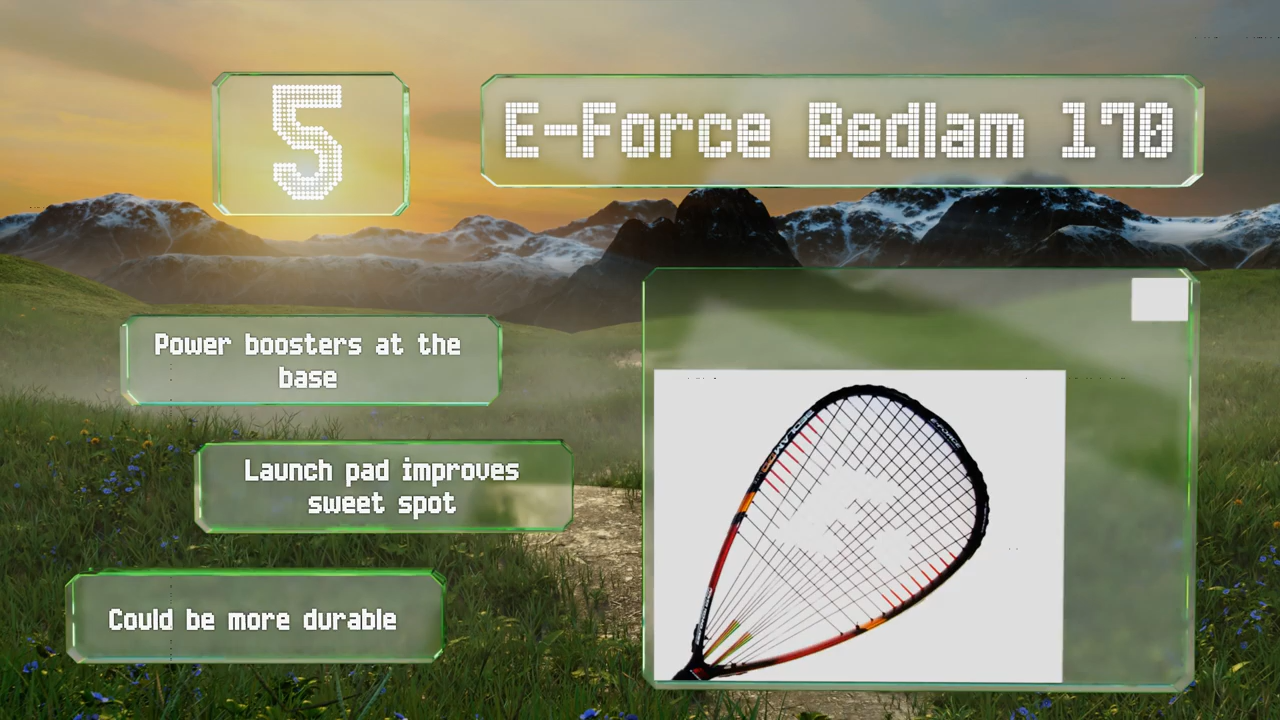 5
E-Force Bedlam 170
Power boosters at the
base
Launch pad improves
sweet spot
Could be more durable